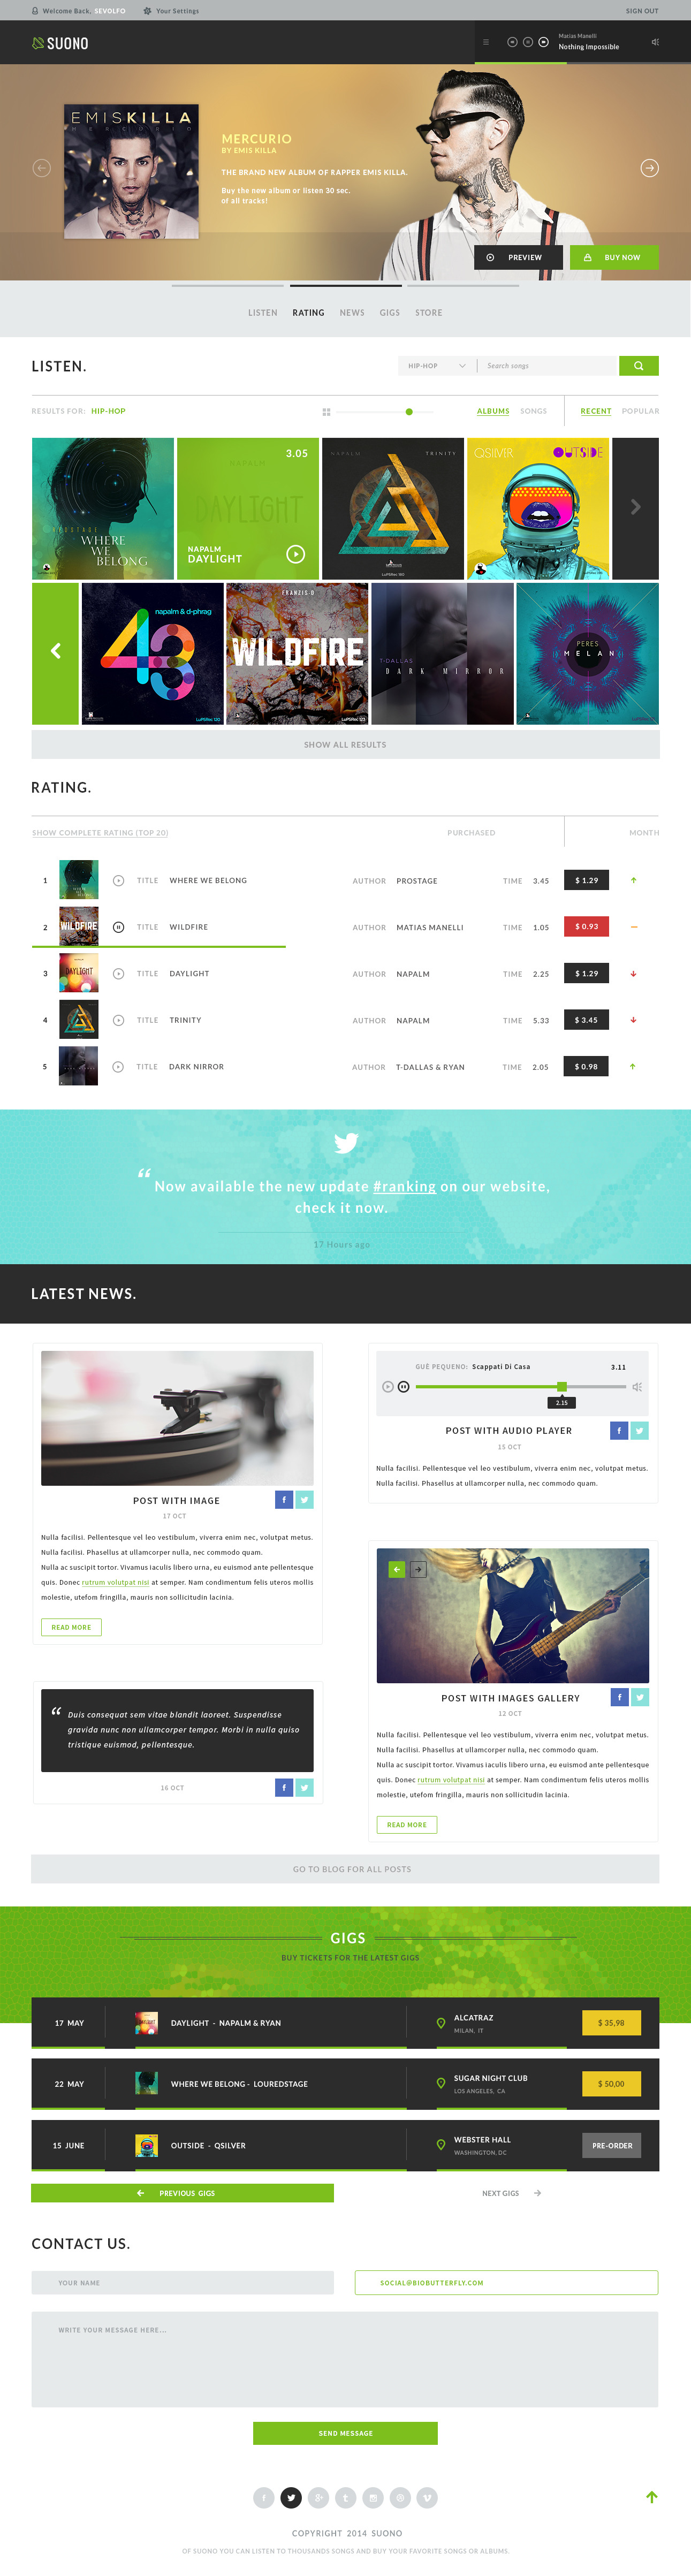 Welcome Back, SEVOLFO
Your Settings
SIGN OUT
SUONO
Matias Manelli
Nothing Impossible
EMISKILLA
MERCURIO
MERCURIO
BY EMIS KILLA
THE BRAND NEW ALBUM OF RAPPER EMIS KILLA.
Buy the new album or listen 30 sec.
of all tracks!
PREVIEW
BUY NOW
LISTEN RATING NEWS GIGS STORE
LISTEN.
HIP-HOP
Search songs
RESULTS FOR: HIP-HOP
ALBUMS SONGS
RECENT POPULAR
PROSTAGE
WHERE
WE
BELONG
3.05
NAPALM
DAYLIGHT
NAPALM
DAYLIGHT
NAPALM TRINITY
QSILVER OUTSIDE
napalm & d-phrag
43
FRANZIS-D
WILDFIRE
T-DALLAS
DARK MIRROR
PERES
MELAN
SHOW ALL RESULTS
RATING.
SHOW COMPLETE RATING (TOP 20)
PURCHASED
MONTH
1 TITLE WHERE WE BELONG AUTHOR PROSTAGE TIME 3.45 $ 1.29
2 WILDFIRE TITLE WILDFIRE AUTHOR MATIAS MANELLI TIME 1.05 $ 0.93
3 DAYLIGHT TITLE DAYLIGHT AUTHOR NAPALM TIME 2.25 $ 1.29
4 TITLE TRINITY AUTHOR NAPALM TIME 5.33 $ 3.45
5 TITLE DARK NIRROR AUTHOR T-DALLAS & RYAN TIME 2.05 $ 0.98
“ Now available the new update #ranking on our website,
check it now.
17 Hours ago
LATEST NEWS.
POST WITH IMAGE
17 OCT
Nulla facilisi. Pellentesque vel leo vestibulum, viverra enim nec, volutpat metus.
Nulla facilisi. Phasellus at ullamcorper nulla, nec commodo quam.
Nulla ac suscipit tortor. Vivamus iaculis libero urna, eu euismod ante pellentesque
quis. Donec rutrum volutpat nisi at semper. Nam condimentum felis uteros mollis
molestie, utefom fringilla, mauris non sollicitudin lacinia.
READ MORE
“ Duis consequat sem vitae blandit laoreet. Suspendisse
gravida nunc non ullamcorper tempor. Morbi in nulla quiso
tristique euismod, pellentesque.
16 OCT
GUÈ PEQUENO: Scappati Di Casa
3.11
2.15
POST WITH AUDIO PLAYER
15 OCT
Nulla facilisi. Pellentesque vel leo vestibulum, viverra enim nec, volutpat metus.
Nulla facilisi. Phasellus at ullamcorper nulla, nec commodo quam.
POST WITH IMAGES GALLERY
12 OCT
Nulla facilisi. Pellentesque vel leo vestibulum, viverra enim nec, volutpat metus.
Nulla facilisi. Phasellus at ullamcorper nulla, nec commodo quam.
Nulla ac suscipit tortor. Vivamus iaculis libero urna, eu euismod ante pellentesque
quis. Donec rutrum volutpat nisi at semper. Nam condimentum felis uteros mollis
molestie, utefom fringilla, mauris non sollicitudin lacinia.
READ MORE
GO TO BLOG FOR ALL POSTS
GIGS
BUY TICKETS FOR THE LATEST GIGS
17 MAY DAYLIGHT - NAPALM & RYAN ALCATRAZ $ 35,98
MILAN, IT
22 MAY WHERE WE BELONG - LOUREDSTAGE SUGAR NIGHT CLUB $ 50,00
LOS ANGELES, CA
15 JUNE OUTSIDE - QSILVER WEBSTER HALL PRE-ORDER
WASHINGTON, DC
PREVIOUS GIGS
NEXT GIGS
CONTACT US.
YOUR NAME
SOCIAL@BIOBUTTERFLY.COM
WRITE YOUR MESSAGE HERE...
SEND MESSAGE
COPYRIGHT 2014 SUONO
OF SUONO YOU CAN LISTEN TO THOUSANDS SONGS AND BUY YOUR FAVORITE SONGS OR ALBUMS